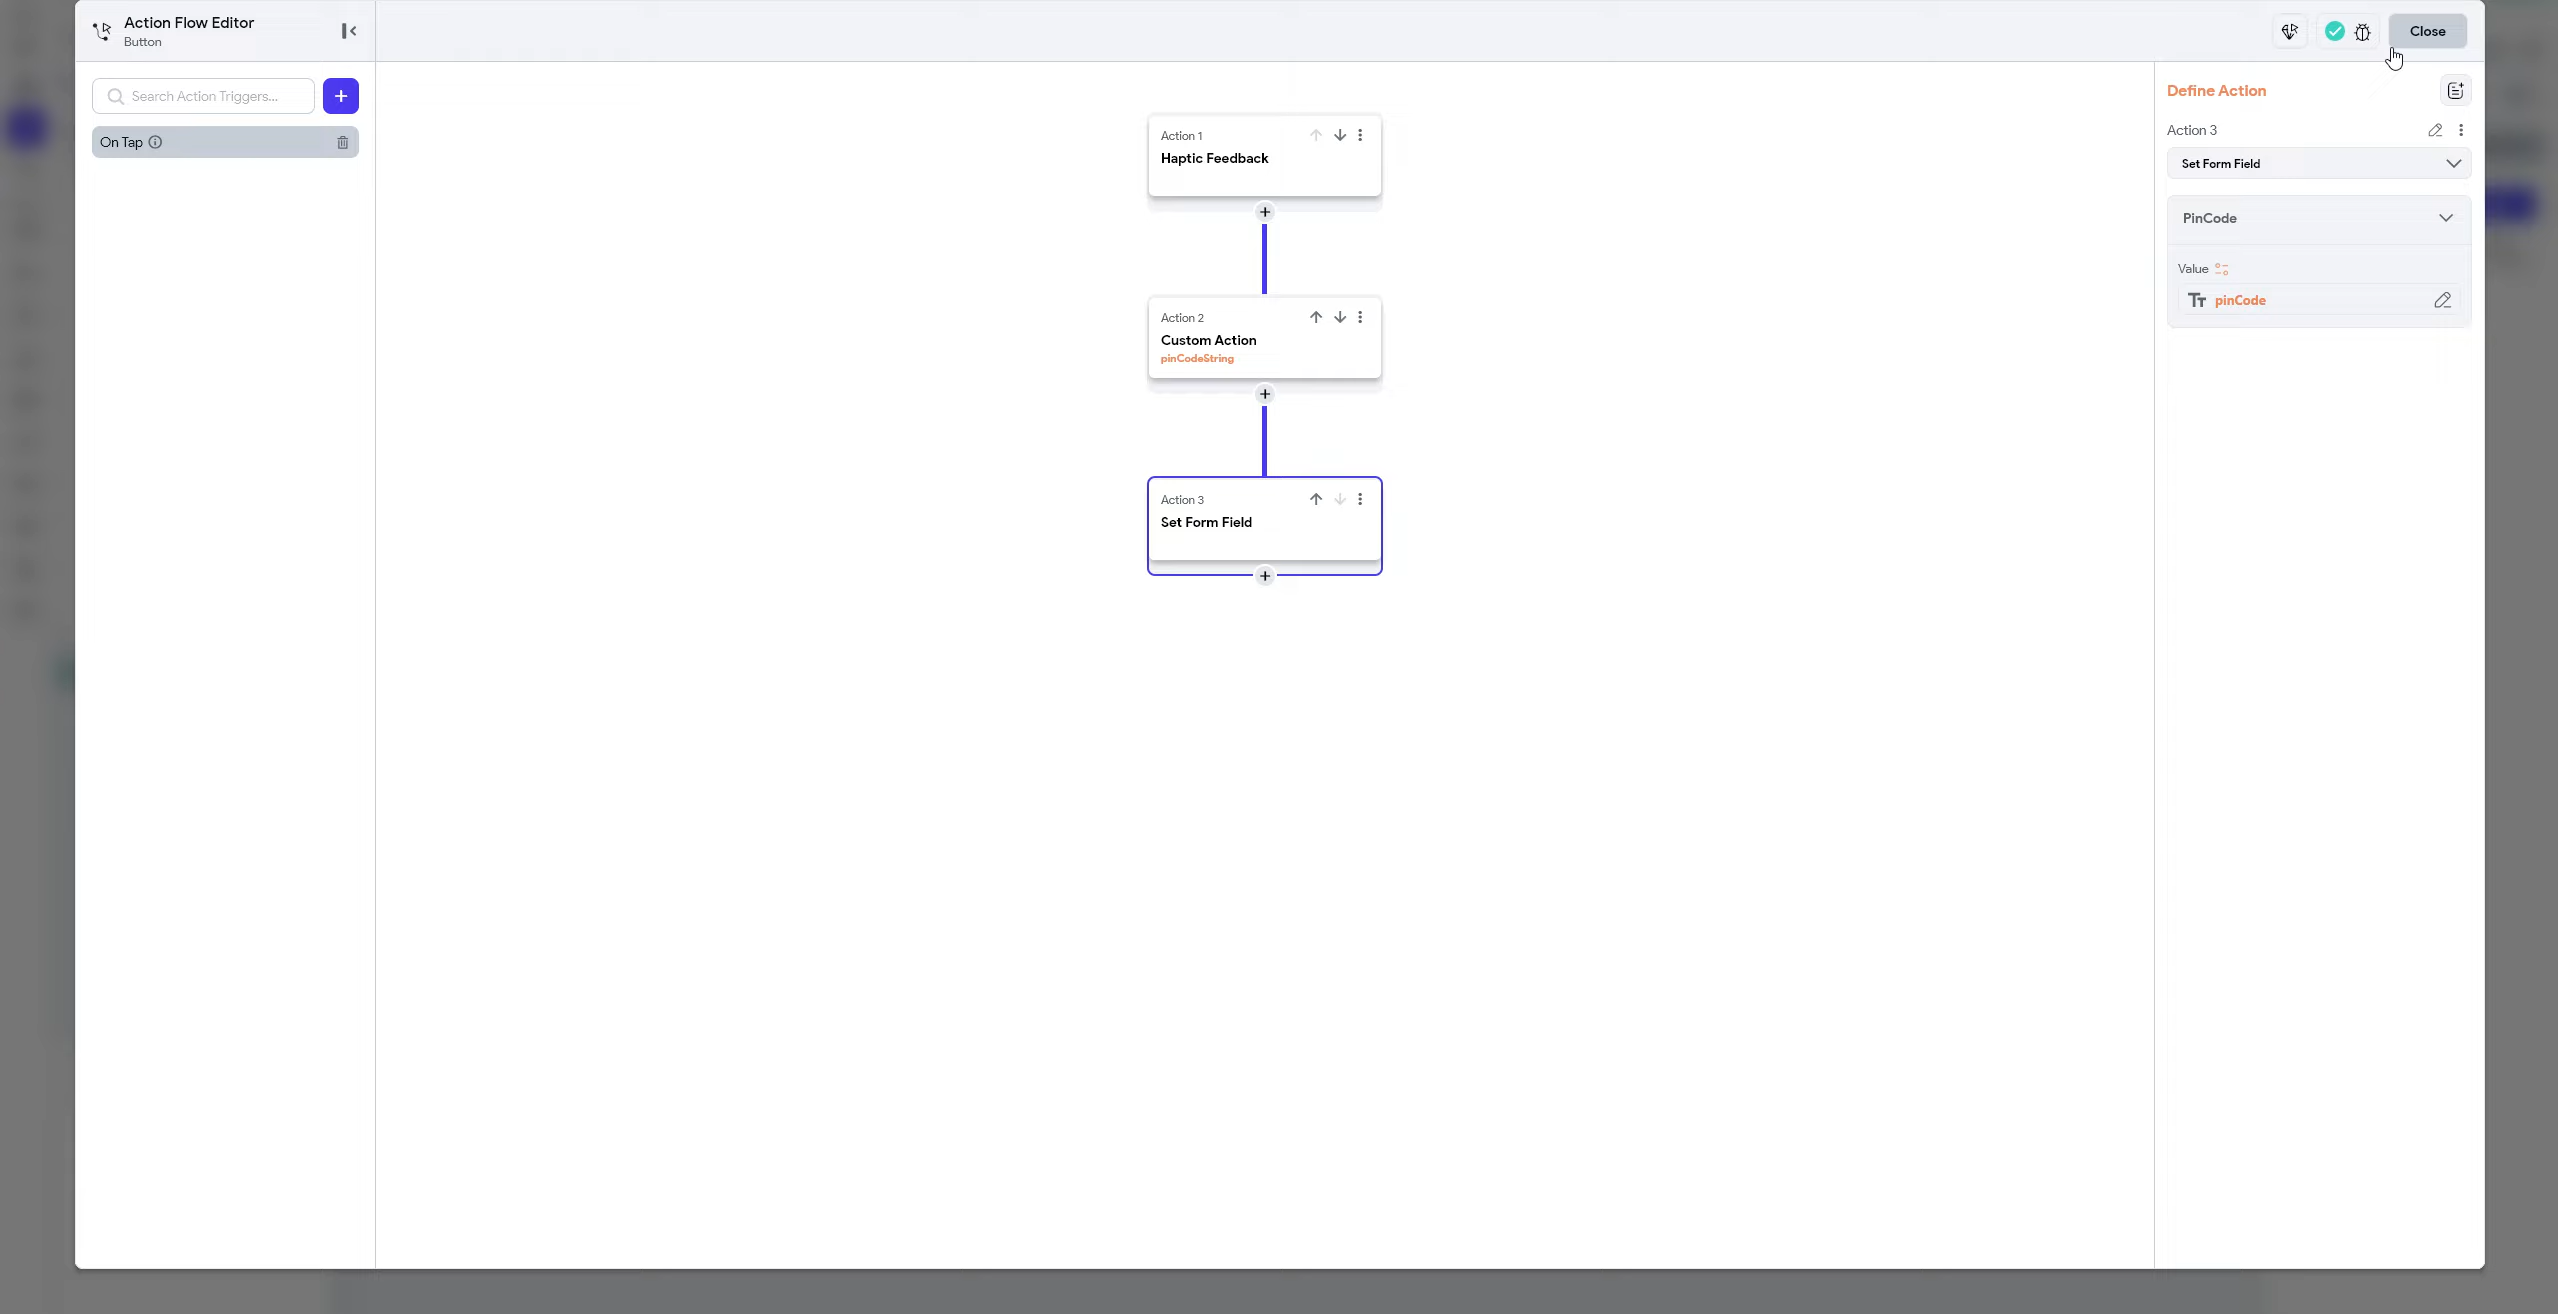 Action Flow Editor
Button
Close
Search Action Triggers...
On Tap
Action 1
Haptic Feedback
Action 2
Custom Action
pinCodeString
Action 3
Set Form Field
Define Action
Action 3
Set Form Field
PinCode
Value
Tт pinCode